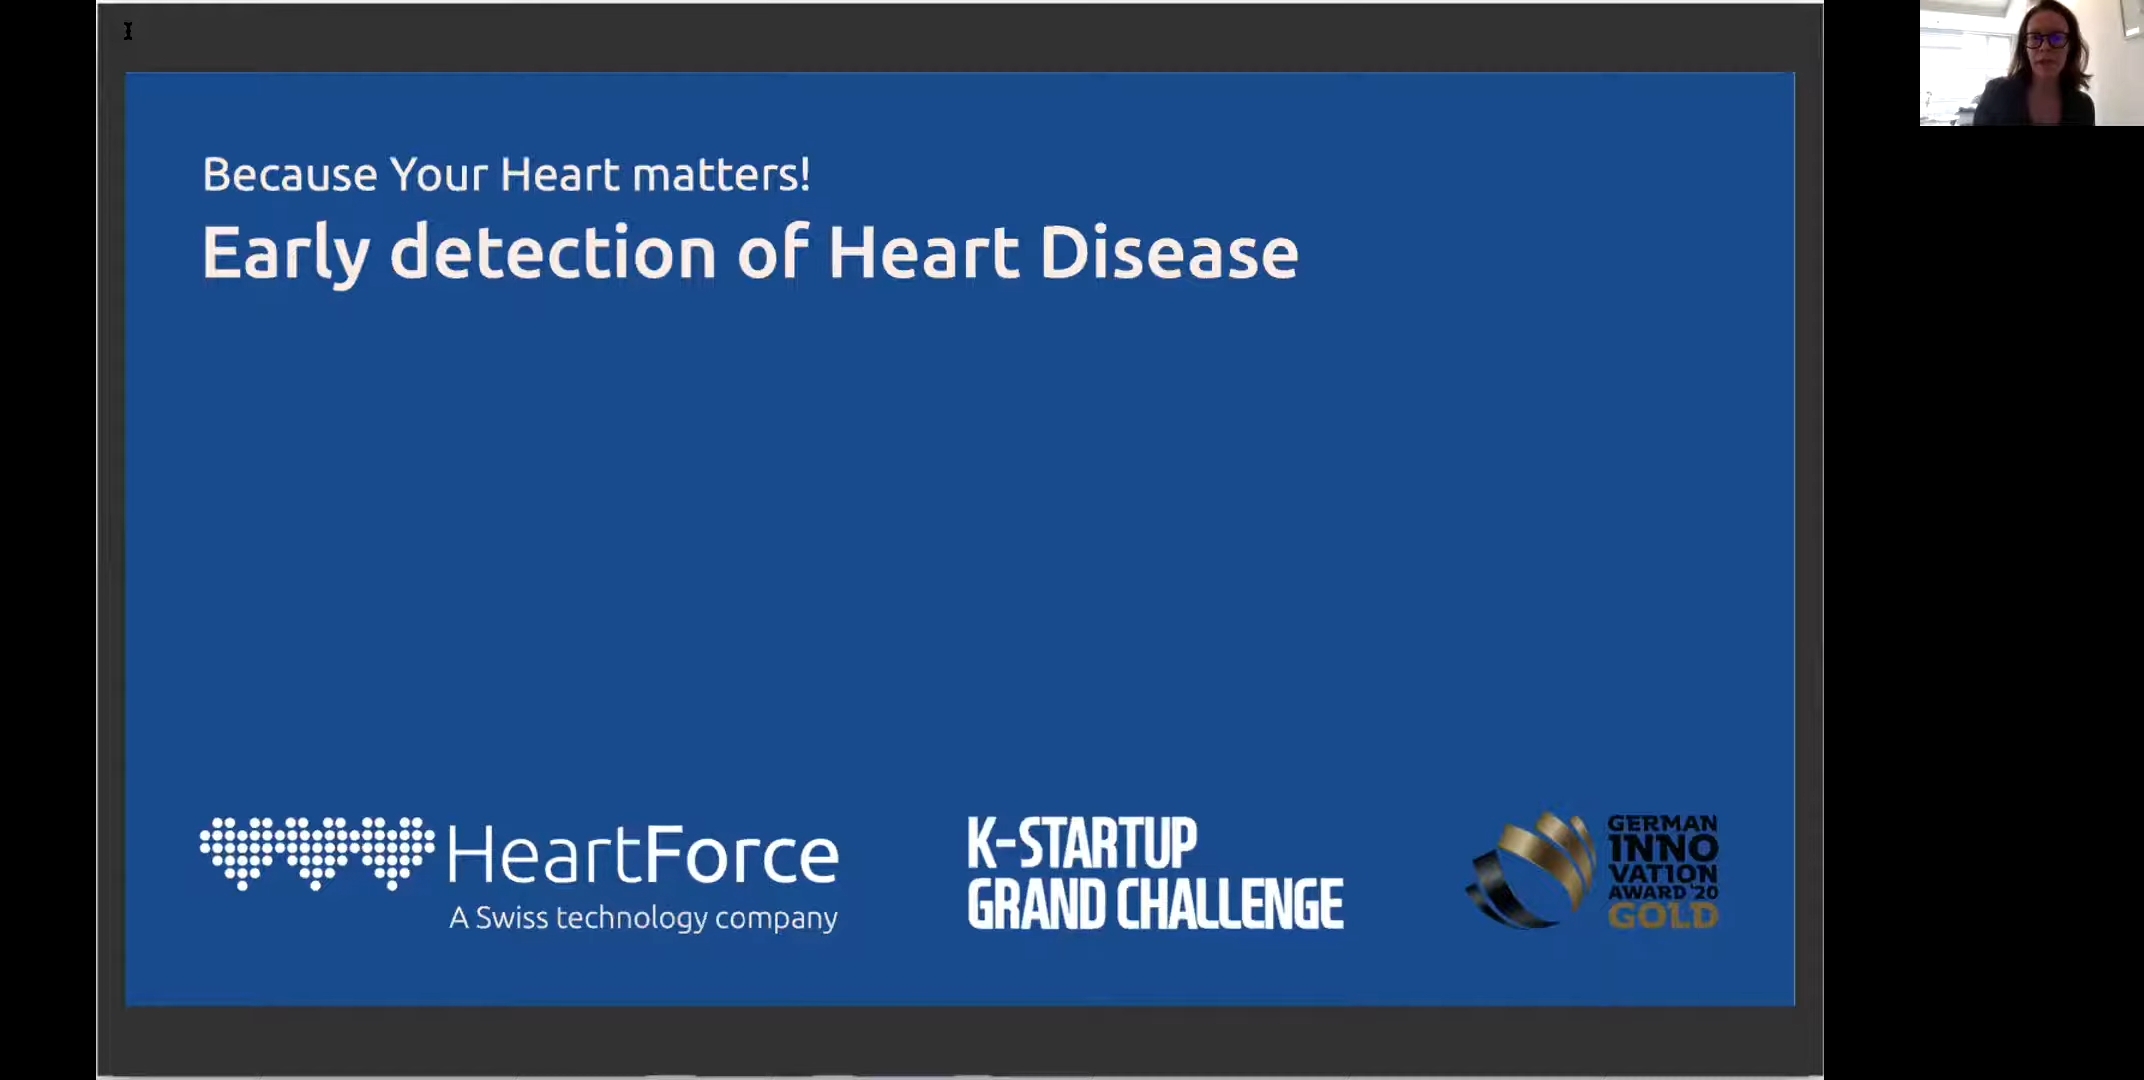 Because Your Heart matters!
Early detection of Heart Disease
HeartForce
A Swiss technology company
K-STARTUP
GRAND CHALLENGE
GERMAN
INNO
VATION
AWARD '20
GOLD